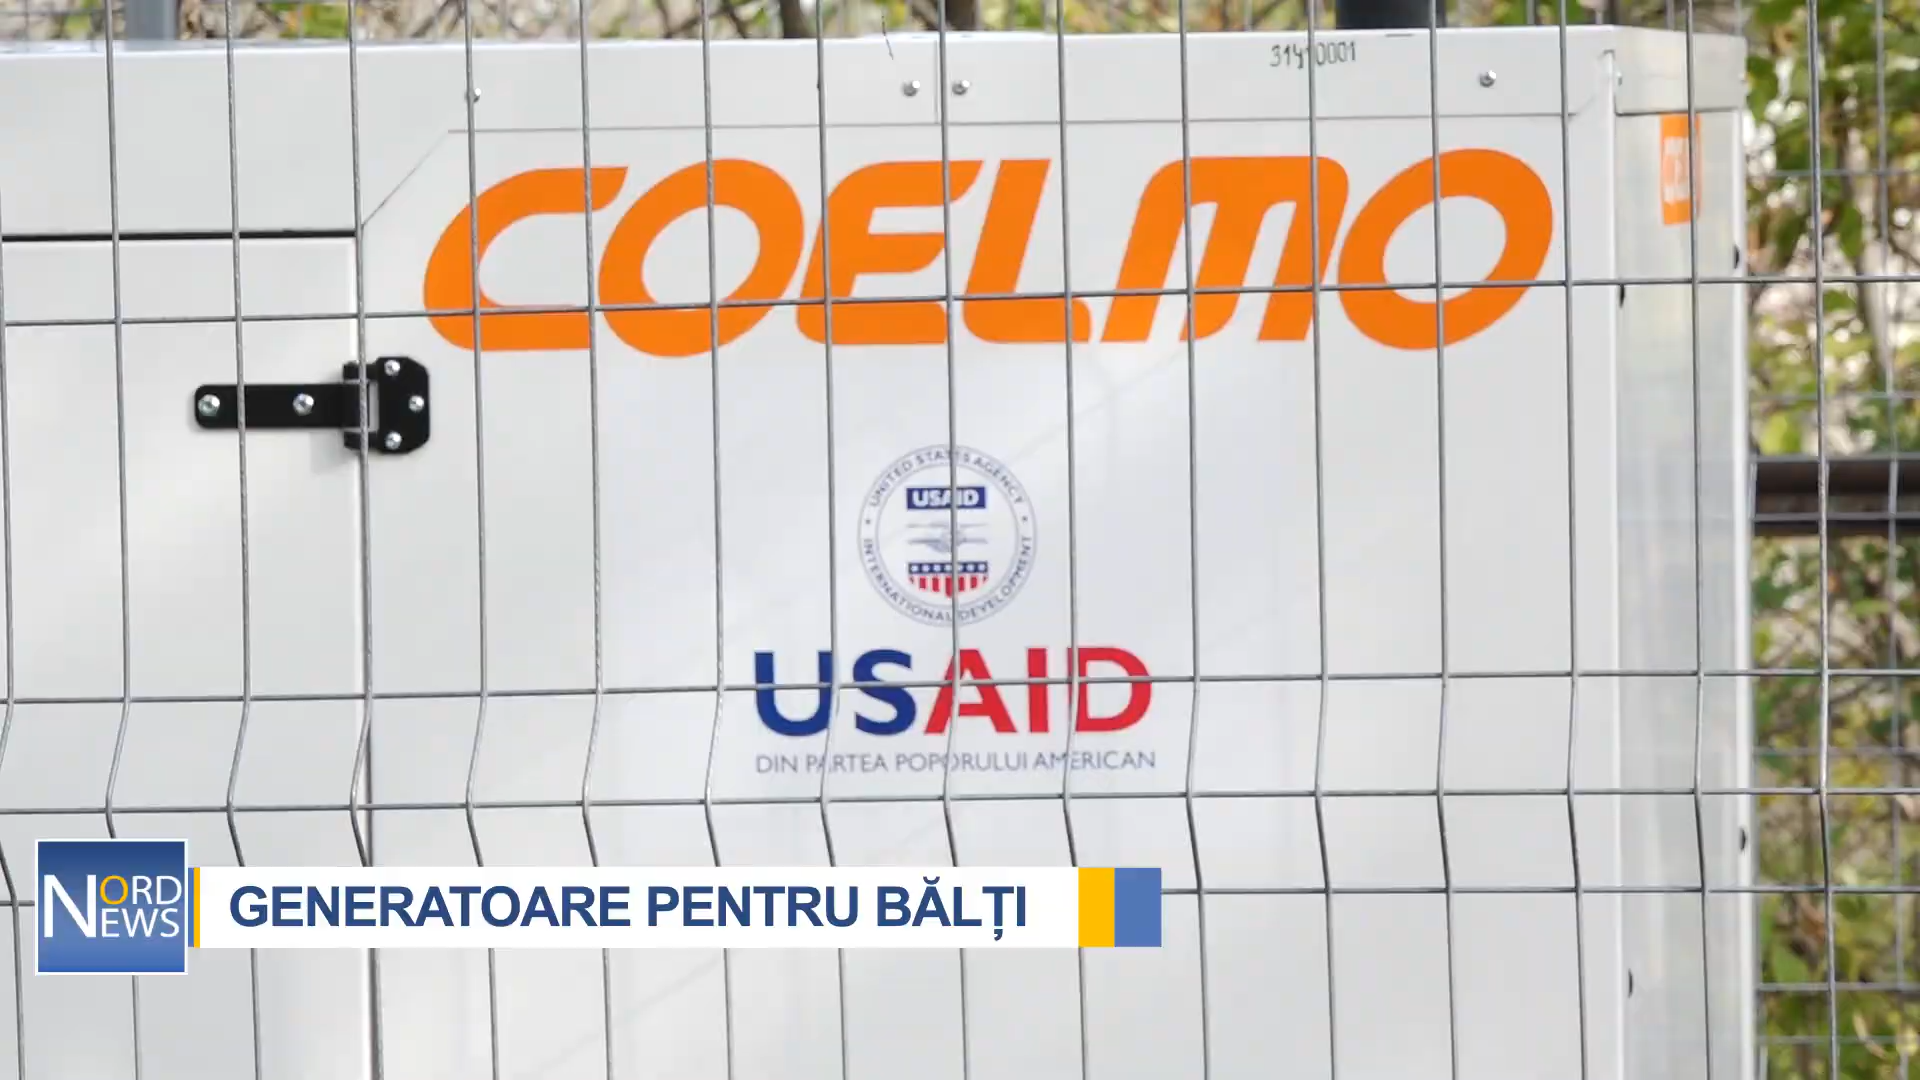 31410001
COELMO
UNITED STATES AGENCY
USAID
INTERNATIONAL DEVELOPMENT
USAID
DIN PARTEA POPORULUI AMERICAN
NORD
NEWS
GENERATOARE PENTRU BĂLȚI